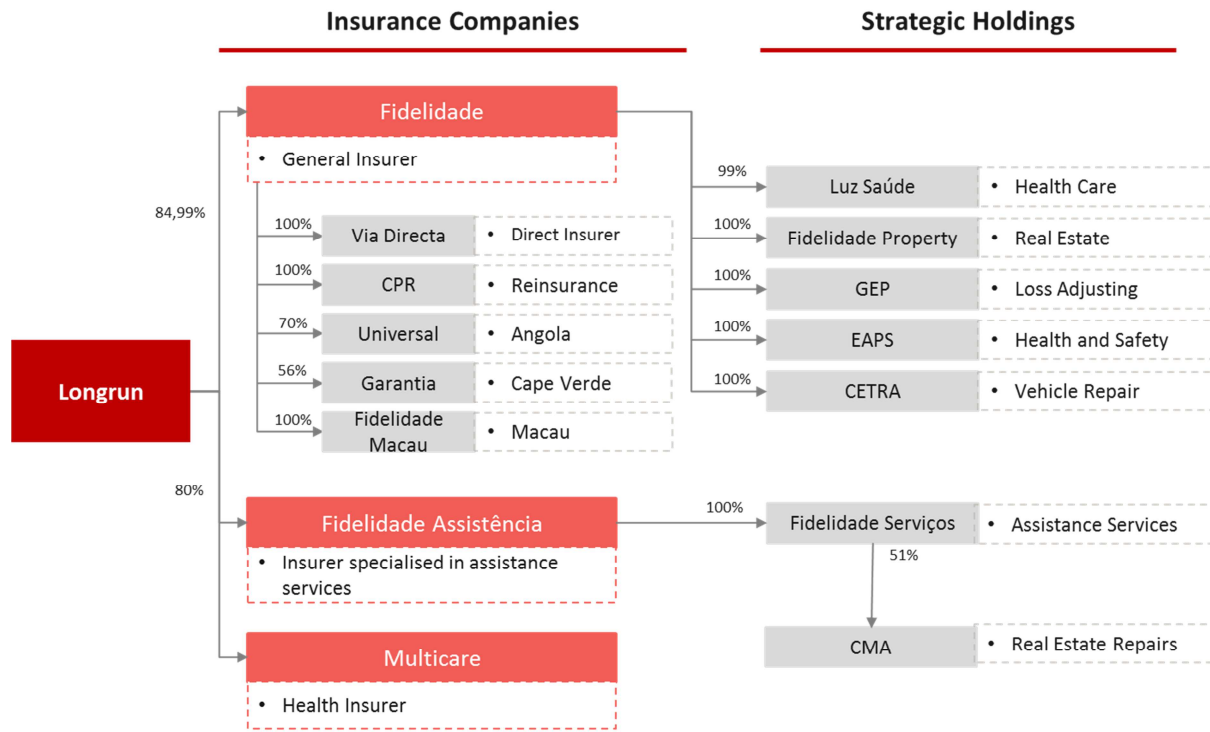 Insurance Companies
Strategic Holdings
Fidelidade
• General Insurer
84,99%
99%
Luz Saúde
• Health Care
100%
Via Directa
• Direct Insurer
100%
Fidelidade Property
• Real Estate
100%
CPR
• Reinsurance
100%
GEP
• Loss Adjusting
70%
Universal
• Angola
100%
EAPS
• Health and Safety
Longrun
56%
Garantia
• Cape Verde
100%
CETRA
• Vehicle Repair
100%
Fidelidade
Macau
• Macau
80%
Fidelidade Assistência
• Insurer specialised in assistance
services
100%
Fidelidade Serviços
• Assistance Services
51%
CMA
• Real Estate Repairs
Multicare
• Health Insurer